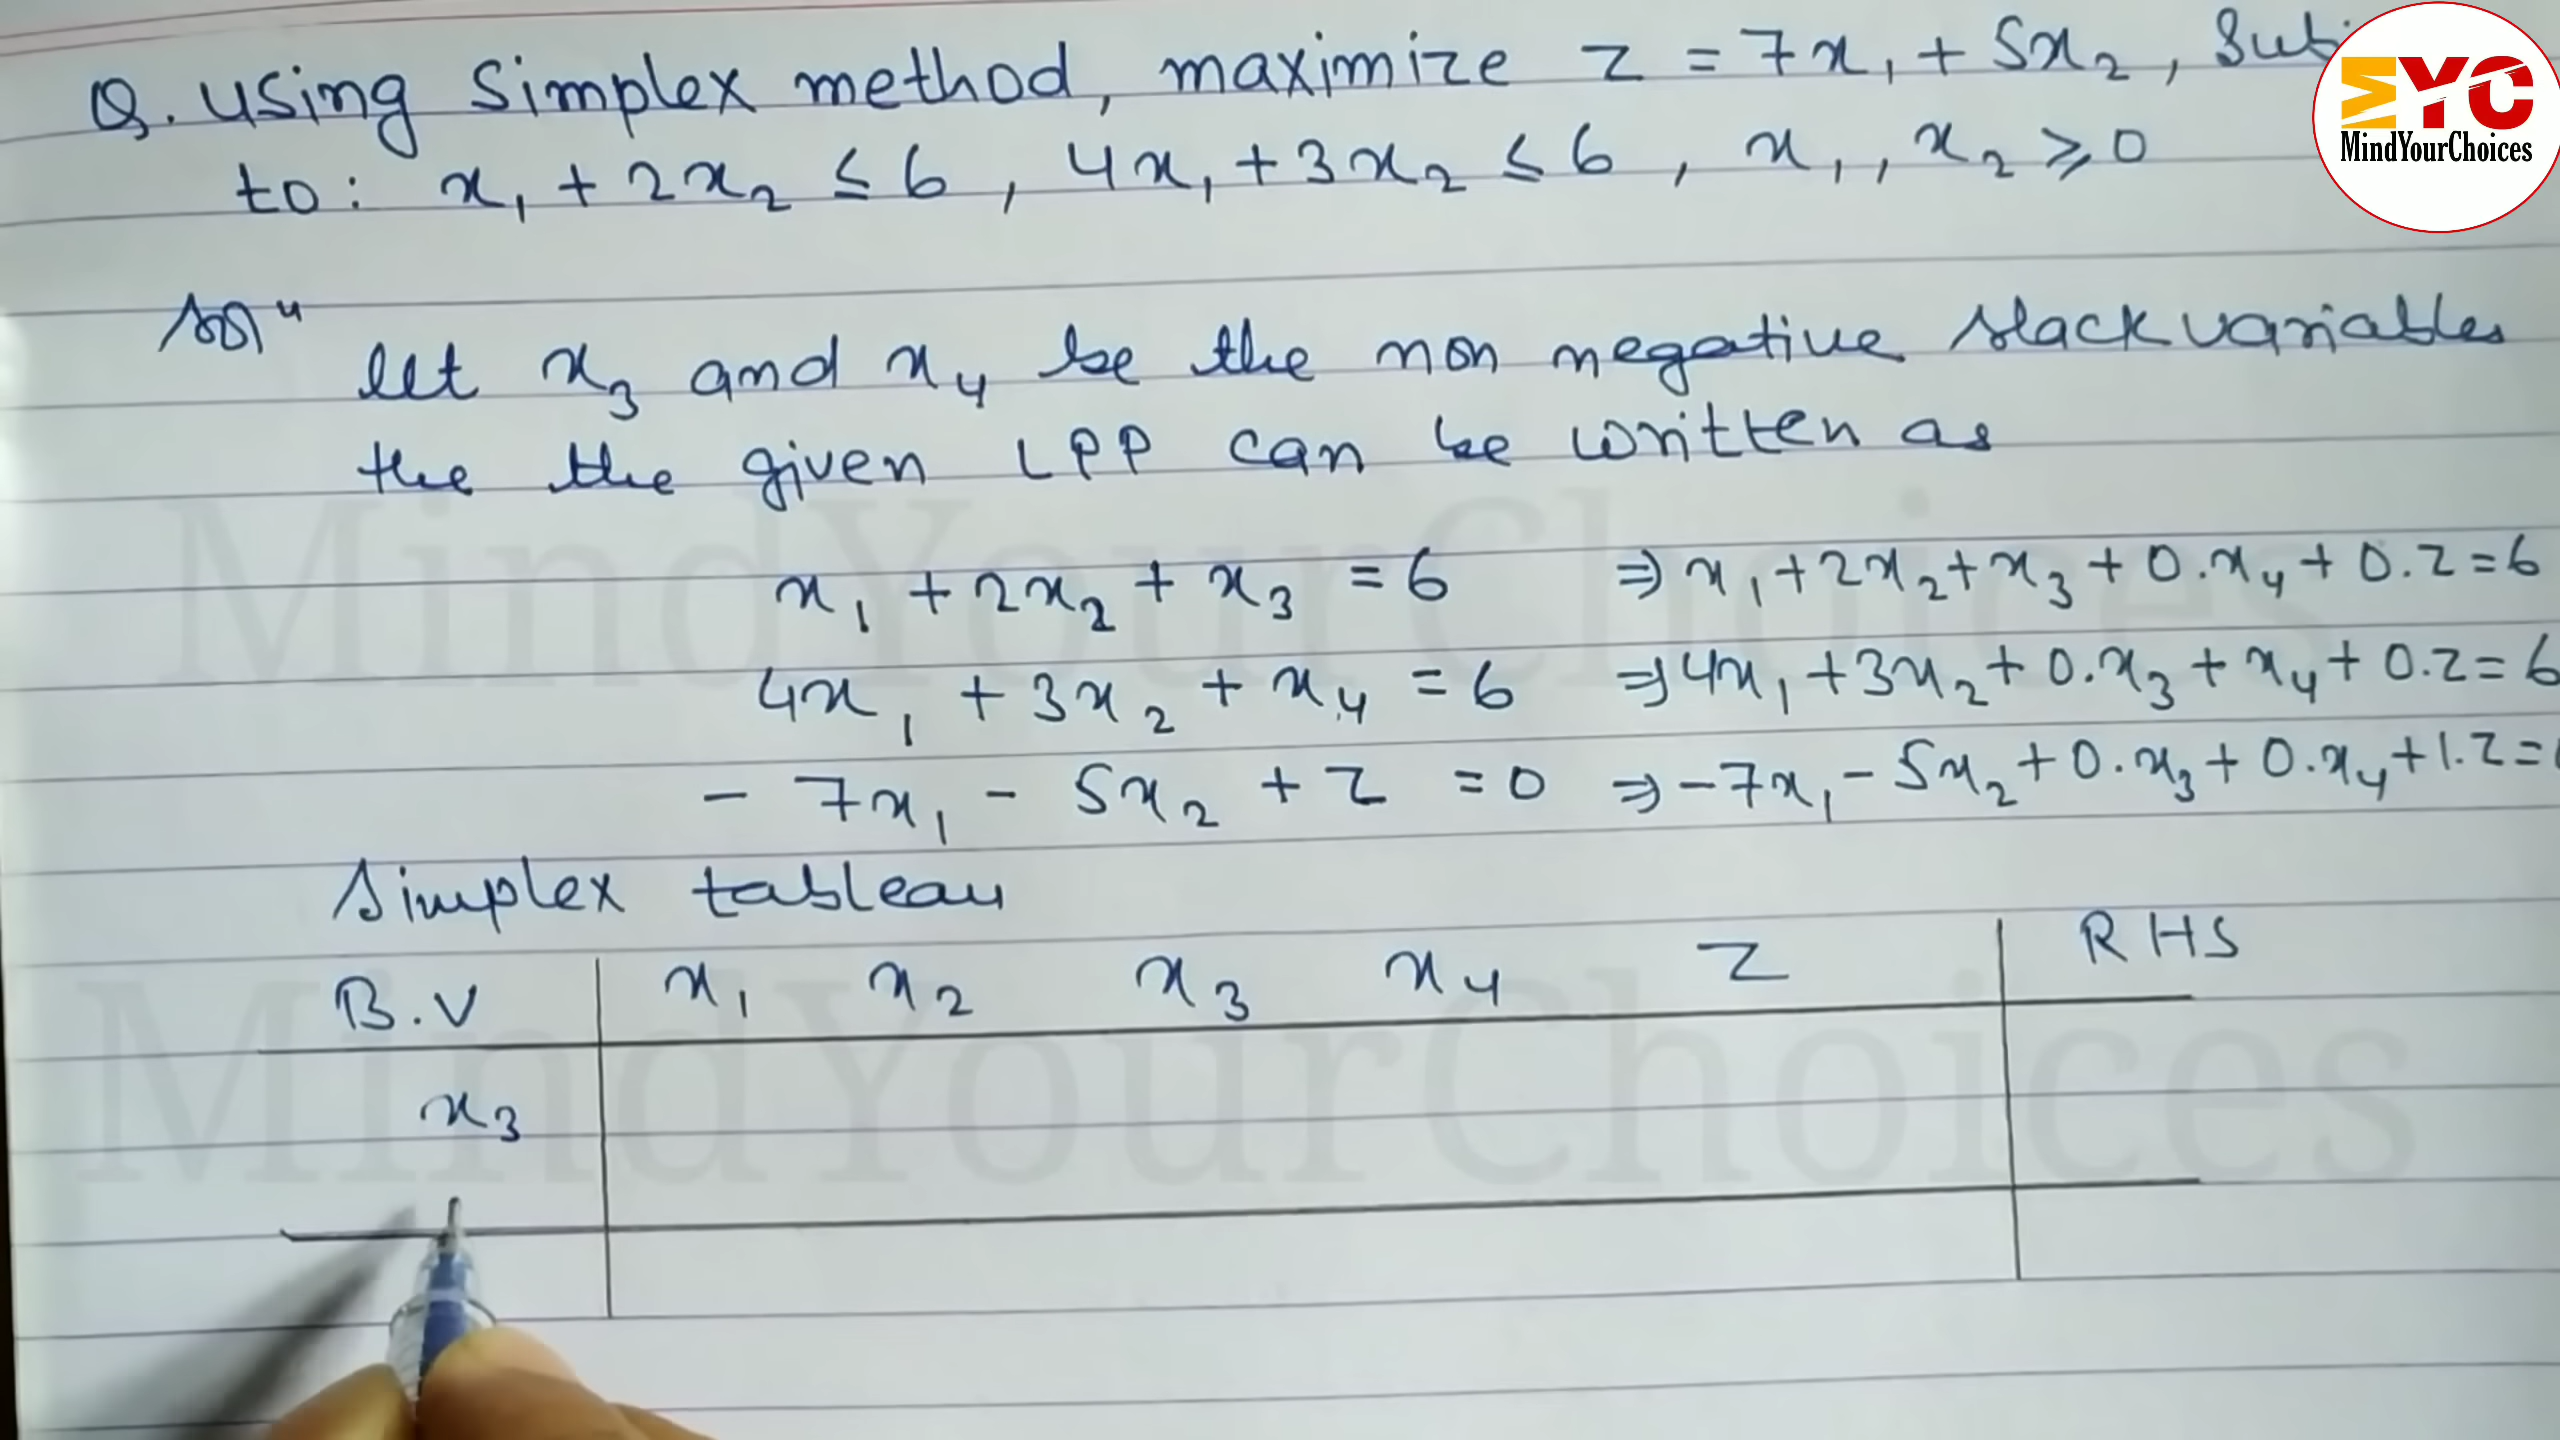 Q. Using Simplex method, maximize z = 7x₁ + 5x₂,
MYC
MindYourChoices
to: x₁ + 2x₂ ≤ 6, 4x₁ + 3x₂ ≤ 6, x₁, x₂ ≥ 0
Solⁿ
let x₃ and x₄ be the non negative slack variables
the the given LPP can be written as
x₁ + 2x₂ + x₃ = 6 ⇒ x₁ + 2x₂ + x₃ + 0.x₄ + 0.z = 6
4x₁ + 3x₂ + x₄ = 6 ⇒ 4x₁ + 3x₂ + 0.x₃ + x₄ + 0.z = 6
- 7x₁ - 5x₂ + z = 0 ⇒ -7x₁ - 5x₂ + 0.x₃ + 0.x₄ + 1.z =
Simplex tableau
B.V x₁ x₂ x₃ x₄ z RHS
x₃
MindYourChoices
MindYourChoices